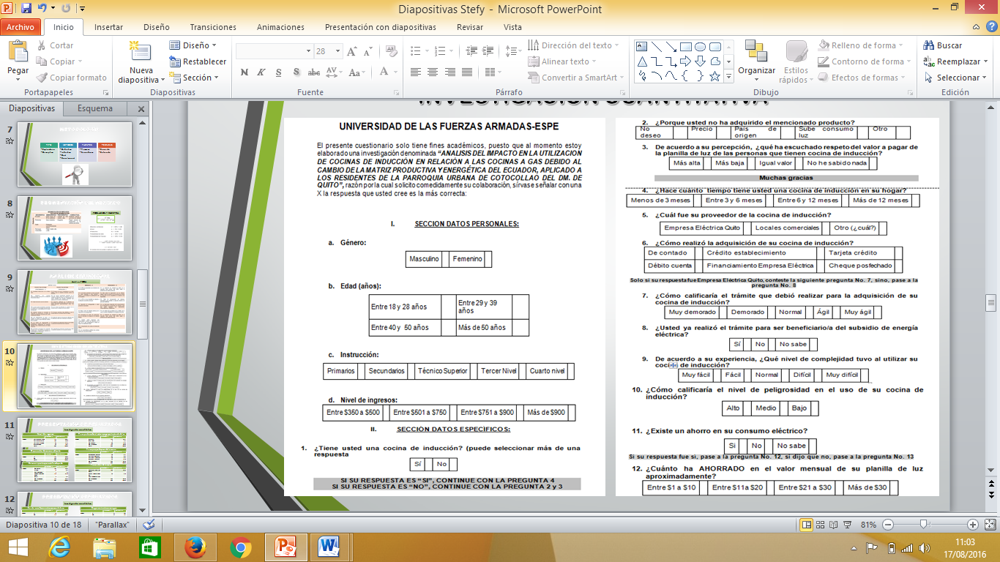 Diapositivas Stefy - Microsoft PowerPoint
Archivo Inicio Insertar Diseño Transiciones Animaciones Presentación con diapositivas Revisar Vista
Pegar
Cortar
Copiar
Copiar formato
Portapapeles
Nueva diapositiva
Diseño
Restablecer
Sección
Diapositivas
28
N K S S abc AV Aa A
Fuente
Dirección del texto
Alinear texto
Convertir a SmartArt
Párrafo
Organizar
Estilos rápidos
Relleno de forma
Contorno de forma
Efectos de formas
Dibujo
Buscar
Reemplazar
Seleccionar
Edición
Diapositivas Esquema
7
8
9
10
11
12
INVESTIGACIÓN CUANTITATIVA
UNIVERSIDAD DE LAS FUERZAS ARMADAS-ESPE
El presente cuestionario solo tiene fines académicos, puesto que al momento estoy
elaborado una investigación denominada “ANALISIS DEL IMPACTO EN LA UTILIZACION
DE COCINAS DE INDUCCIÓN EN RELACIÓN A LAS COCINAS A GAS DEBIDO AL
CAMBIO DE LA MATRIZ PRODUCTIVA Y ENERGÉTICA DEL ECUADOR, APLICADO A
LOS RESIDENTES DE LA PARROQUIA URBANA DE COTOCOLLAO DEL DM. DE
QUITO”, razón por la cual solicito comedidamente su colaboración, sírvase señalar con una
X la respuesta que usted cree es la más correcta:
I. SECCION DATOS PERSONALES:
a. Género:
Masculino Femenino
b. Edad (años):
Entre 18 y 28 años Entre 29 y 39 años
Entre 40 y 50 años Más de 50 años
c. Instrucción:
Primarios Secundarios Técnico Superior Tercer Nivel Cuarto nivel
d. Nivel de ingresos:
Entre $350 a $500 Entre $501 a $750 Entre $751 a $900 Más de $900
II. SECCIÓN DATOS ESPECÍFICOS:
1. ¿Tiene usted una cocina de inducción? (puede seleccionar más de una
respuesta
Sí No
SI SU RESPUESTA ES “SI”, CONTINUE CON LA PREGUNTA 4
SI SU RESPUESTA ES “NO”, CONTINUE CON LA PREGUNTA 2 y 3
2. ¿Porque usted no ha adquirido el mencionado producto?
No deseo Precio País de origen Sube consumo luz Otro
3. De acuerdo a su percepción, ¿qué ha escuchado respeto del valor a pagar de
la planilla de luz de las personas que tienen cocina de inducción?
Más alta Más baja Igual valor No he sabido nada
Muchas gracias
4. ¿Hace cuánto tiempo tiene usted una cocina de inducción en su hogar?
Menos de 3 meses Entre 3 y 6 meses Entre 6 y 12 meses Más de 12 meses
5. ¿Cuál fue su proveedor de la cocina de inducción?
Empresa Eléctrica Quito Locales comerciales Otro (¿cuál?)
6. ¿Cómo realizó la adquisición de su cocina de inducción?
De contado Crédito establecimiento Tarjeta crédito
Débito cuenta Financiamiento Empresa Eléctrica Cheque posfechado
Solo si su respuesta fue Empresa Eléctrica Quito, conteste la siguiente pregunta No. 7, sino, pase a la
pregunta No. 8
7. ¿Cómo calificaría el trámite que debió realizar para la adquisición de su
cocina de inducción?
Muy demorado Demorado Normal Ágil Muy ágil
8. ¿Usted ya realizó el trámite para ser beneficiario/a del subsidio de energía
eléctrica?
Sí No No sabe
9. De acuerdo a su experiencia, ¿Qué nivel de complejidad tuvo al utilizar su
cocina de inducción?
Muy fácil Fácil Normal Difícil Muy difícil
10. ¿Cómo calificaría el nivel de peligrosidad en el uso de su cocina de
inducción?
Alto Medio Bajo
11. ¿Existe un ahorro en su consumo eléctrico?
Si No No sabe
Si su respuesta fue si, pase a la pregunta No. 12, si dijo que no, pase a la pregunta No. 13
12. ¿Cuánto ha AHORRADO en el valor mensual de su planilla de luz
aproximadamente?
Entre $1 a $10 Entre $11a $20 Entre $21 a $30 Más de $30
Diapositiva 10 de 18 "Parallax" 81%
11:03
17/08/2016